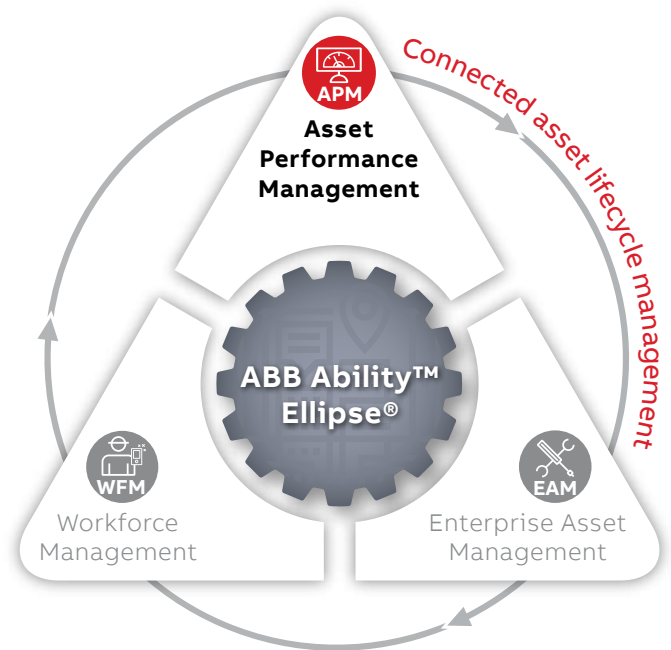 Connected asset lifecycle management
APM
Asset
Performance
Management
ABB Ability™
Ellipse®
WFM
Workforce
Management
EAM
Enterprise Asset
Management